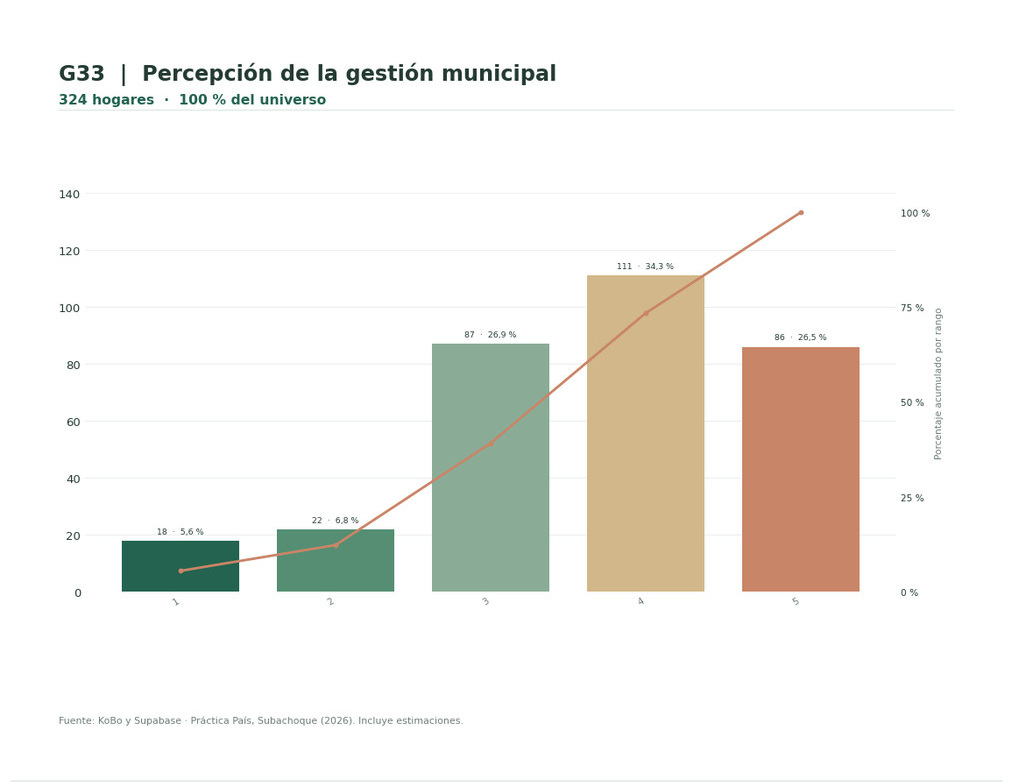 G33 | Percepción de la gestión municipal
324 hogares · 100 % del universo
140
120
100
80
60
40
20
0
100 %
75 %
50 %
25 %
0 %
Porcentaje acumulado por rango
18 · 5,6 %
22 · 6,8 %
87 · 26,9 %
111 · 34,3 %
86 · 26,5 %
1
2
3
4
5
Fuente: KoBo y Supabase · Práctica País, Subachoque (2026). Incluye estimaciones.